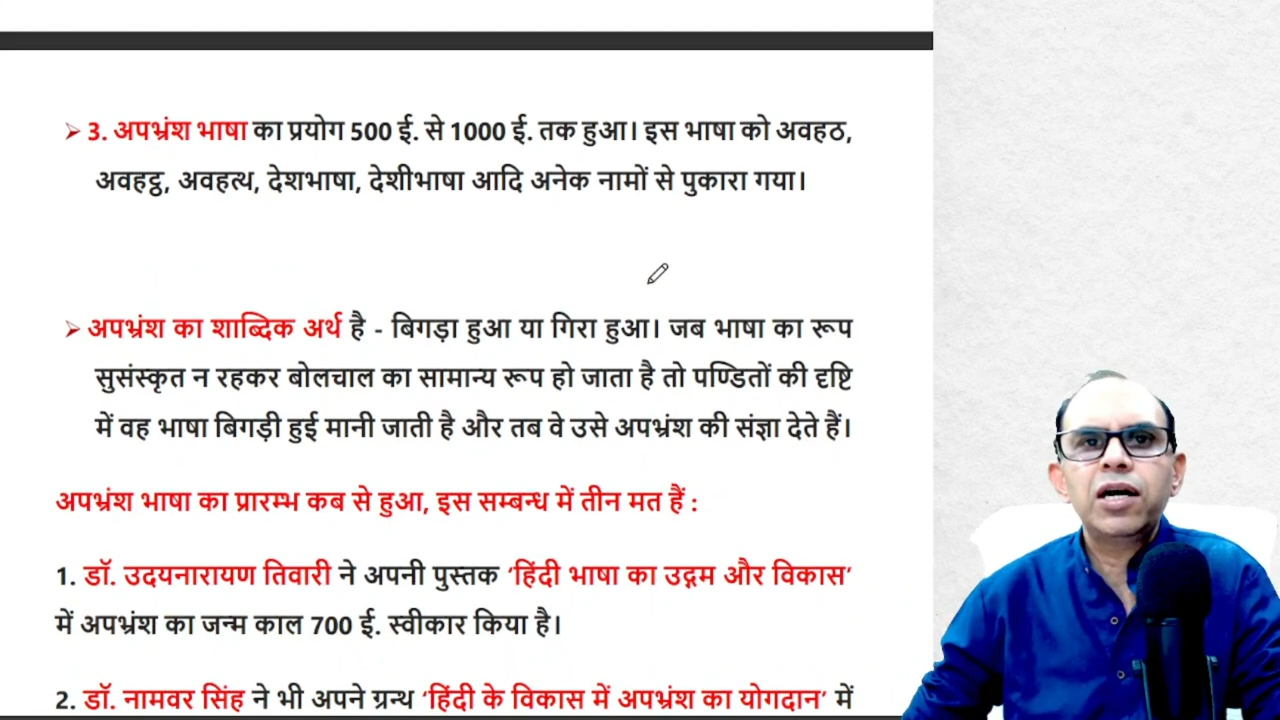 ➢ 3. अपभ्रंश भाषा का प्रयोग 500 ई. से 1000 ई. तक हुआ। इस भाषा को अवहठ,
अवहट्ठ, अवहत्थ, देशभाषा, देशीभाषा आदि अनेक नामों से पुकारा गया।
➢ अपभ्रंश का शाब्दिक अर्थ है - बिगड़ा हुआ या गिरा हुआ। जब भाषा का रूप
सुसंस्कृत न रहकर बोलचाल का सामान्य रूप हो जाता है तो पण्डितों की दृष्टि
में वह भाषा बिगड़ी हुई मानी जाती है और तब वे उसे अपभ्रंश की संज्ञा देते हैं।
अपभ्रंश भाषा का प्रारम्भ कब से हुआ, इस सम्बन्ध में तीन मत हैं :
1. डॉ. उदयनारायण तिवारी ने अपनी पुस्तक ‘हिंदी भाषा का उद्गम और विकास’
में अपभ्रंश का जन्म काल 700 ई. स्वीकार किया है।
2. डॉ. नामवर सिंह ने भी अपने ग्रन्थ ‘हिंदी के विकास में अपभ्रंश का योगदान’ में